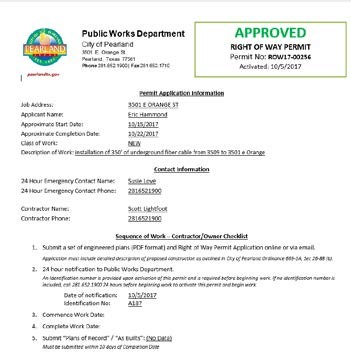 PEARLAND
pearlandtx.gov
Public Works Department
City of Pearland
3501 E. Orange St
Pearland, Texas 77581
Phone 281.652.1900 | Fax 281.652.1710
APPROVED
RIGHT OF WAY PERMIT
Permit No: ROW17-00256
Activated: 10/5/2017
Permit Application Information
Job Address: 3501 E ORANGE ST
Applicant Name: Eric Hammond
Approximate Start Date: 10/15/2017
Approximate Completion Date: 10/22/2017
Class of Work: NEW
Description of Work: Installation of 350' of underground fiber cable from 3509 to 3501 e Orange
Contact Information
24 Hour Emergency Contact Name: Susie Love
24 Hour Emergency Contact Phone: 2816521900
Contractor Name: Scott Lightfoot
Contractor Phone: 2816521900
Sequence of Work – Contractor/Owner Checklist
1. Submit a set of engineered plans (PDF format) and Right of Way Permit Application online or via email.
Application must include detailed description of proposed construction as outlined in City of Pearland Ordinance
2. 24 hour notification to Public Works Department.
An identification number is provided upon activation of this permit and is required before beginning work. If no identification number is
included, call 281.652.1900 24 hours before beginning work to activate this permit and begin work.
Date of notification: 10/5/2017
Identification No: A187
3. Commence Work Date:
4. Complete Work Date:
5. Submit "Plans of Record" / "As Builts": (No Date)
Must be submitted within 10 days of Completion Date